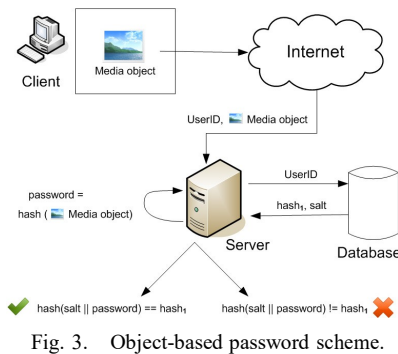 Client
Media object
Internet
UserID, Media object
password =
hash ( Media object)
UserID
hash₁, salt
Server
Database
hash(salt || password) == hash₁
hash(salt || password) != hash₁
Fig. 3. Object-based password scheme.